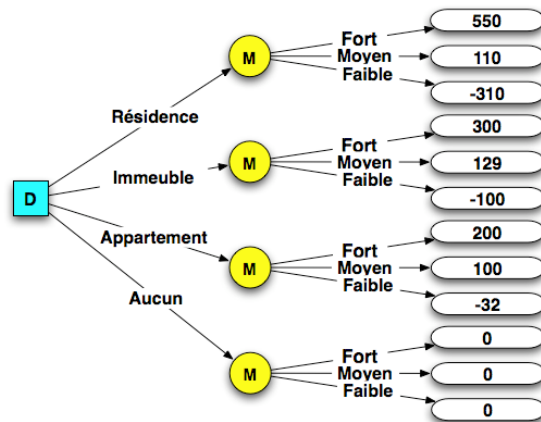 550
Fort
M
Moyen
110
Faible
-310
Résidence
300
Fort
Immeuble
M
Moyen
129
Faible
-100
D
200
Appartement
Fort
M
Moyen
100
Faible
-32
Aucun
0
Fort
M
Moyen
0
Faible
0